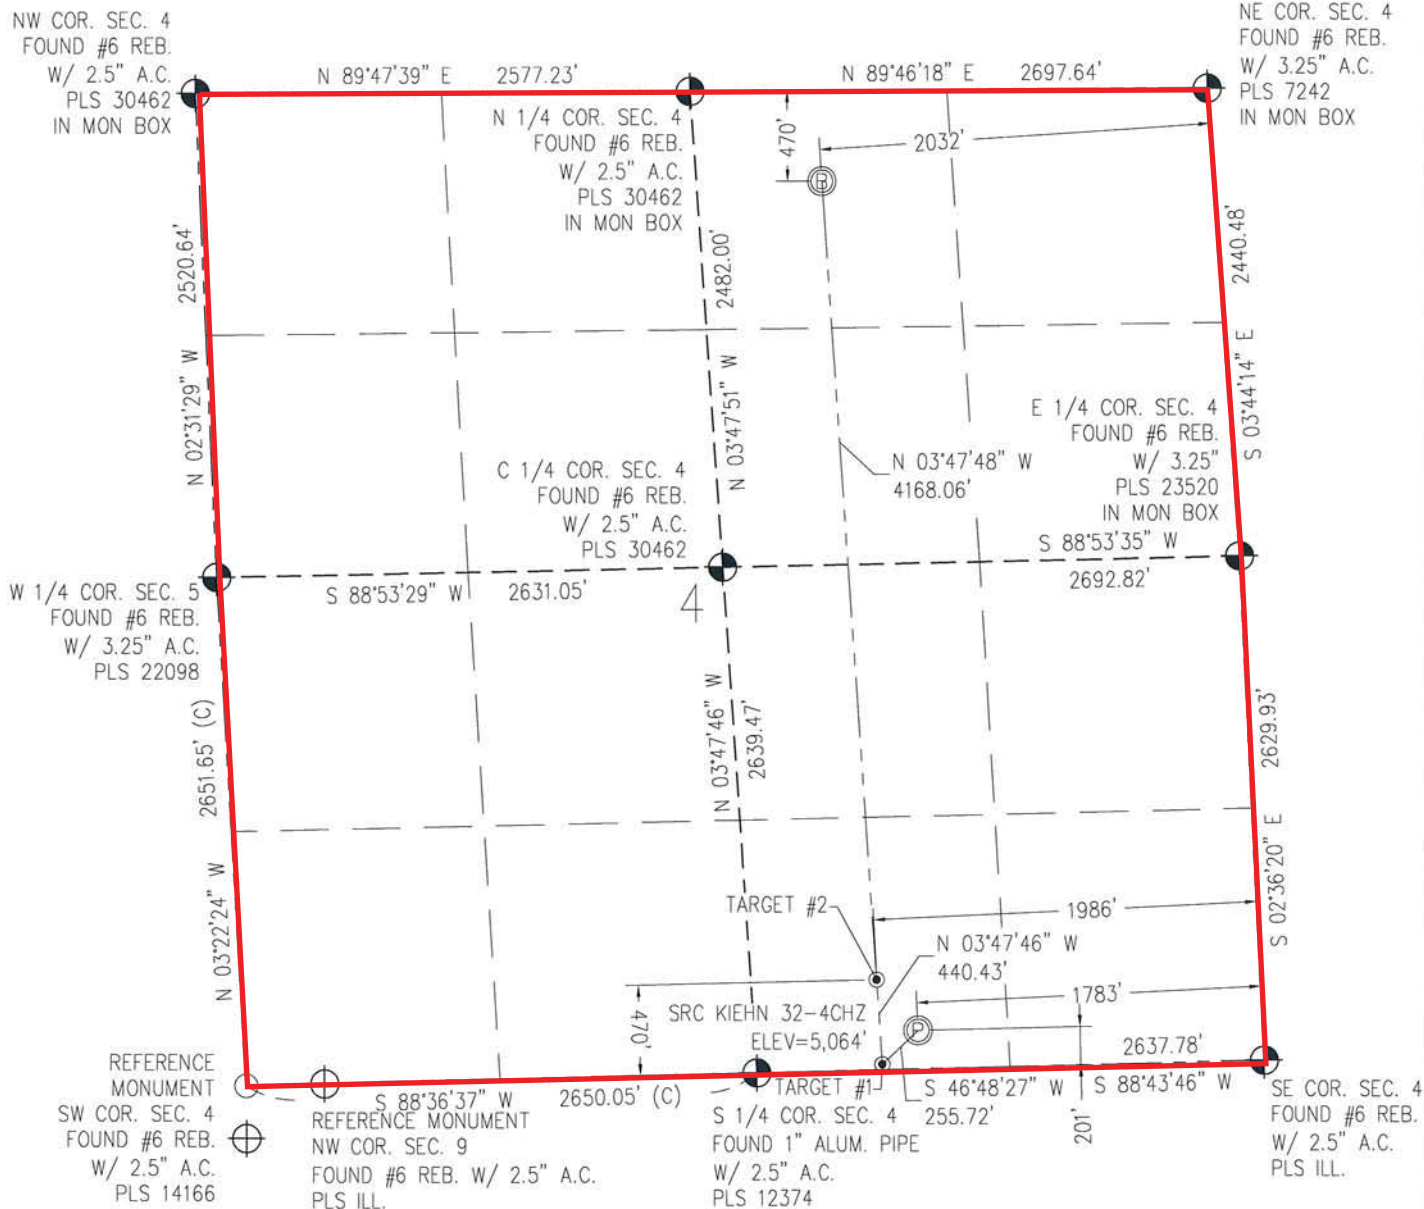 NW COR. SEC. 4
FOUND #6 REB.
W/ 2.5" A.C.
PLS 30462
IN MON BOX
N 89°47'39" E 2577.23'
N 89°46'18" E 2697.64'
NE COR. SEC. 4
FOUND #6 REB.
W/ 3.25" A.C.
PLS 7242
IN MON BOX
N 1/4 COR. SEC. 4
FOUND #6 REB.
W/ 2.5" A.C.
PLS 30462
IN MON BOX
470'
2032'
B
2520.64'
N 02°31'29" W
2482.00'
N 03°47'51" W
2440.48'
S 03°44'14" E
N 03°47'48" W
4168.06'
E 1/4 COR. SEC. 4
FOUND #6 REB.
W/ 3.25"
PLS 23520
IN MON BOX
C 1/4 COR. SEC. 4
FOUND #6 REB.
W/ 2.5" A.C.
PLS 30462
S 88°53'35" W
2692.82'
S 88°53'29" W 2631.05'
4
W 1/4 COR. SEC. 5
FOUND #6 REB.
W/ 3.25" A.C.
PLS 22098
2651.65' (C)
N 03°22'24" W
N 03°47'46" W
2639.47'
2629.93'
S 02°36'20" E
TARGET #2
1986'
N 03°47'46" W
440.43'
1783'
470'
SRC KIEHN 32-4CHZ
ELEV=5,064'
P
2637.78'
REFERENCE
MONUMENT
SW COR. SEC. 4
FOUND #6 REB.
W/ 2.5" A.C.
PLS 14166
S 88°36'37" W 2650.05' (C)
REFERENCE MONUMENT
NW COR. SEC. 9
FOUND #6 REB. W/ 2.5" A.C.
PLS ILL.
TARGET #1
S 1/4 COR. SEC. 4
FOUND 1" ALUM. PIPE
W/ 2.5" A.C.
PLS 12374
S 46°48'27" W
255.72'
S 88°43'46" W
20'
SE COR. SEC. 4
FOUND #6 REB.
W/ 2.5" A.C.
PLS ILL.